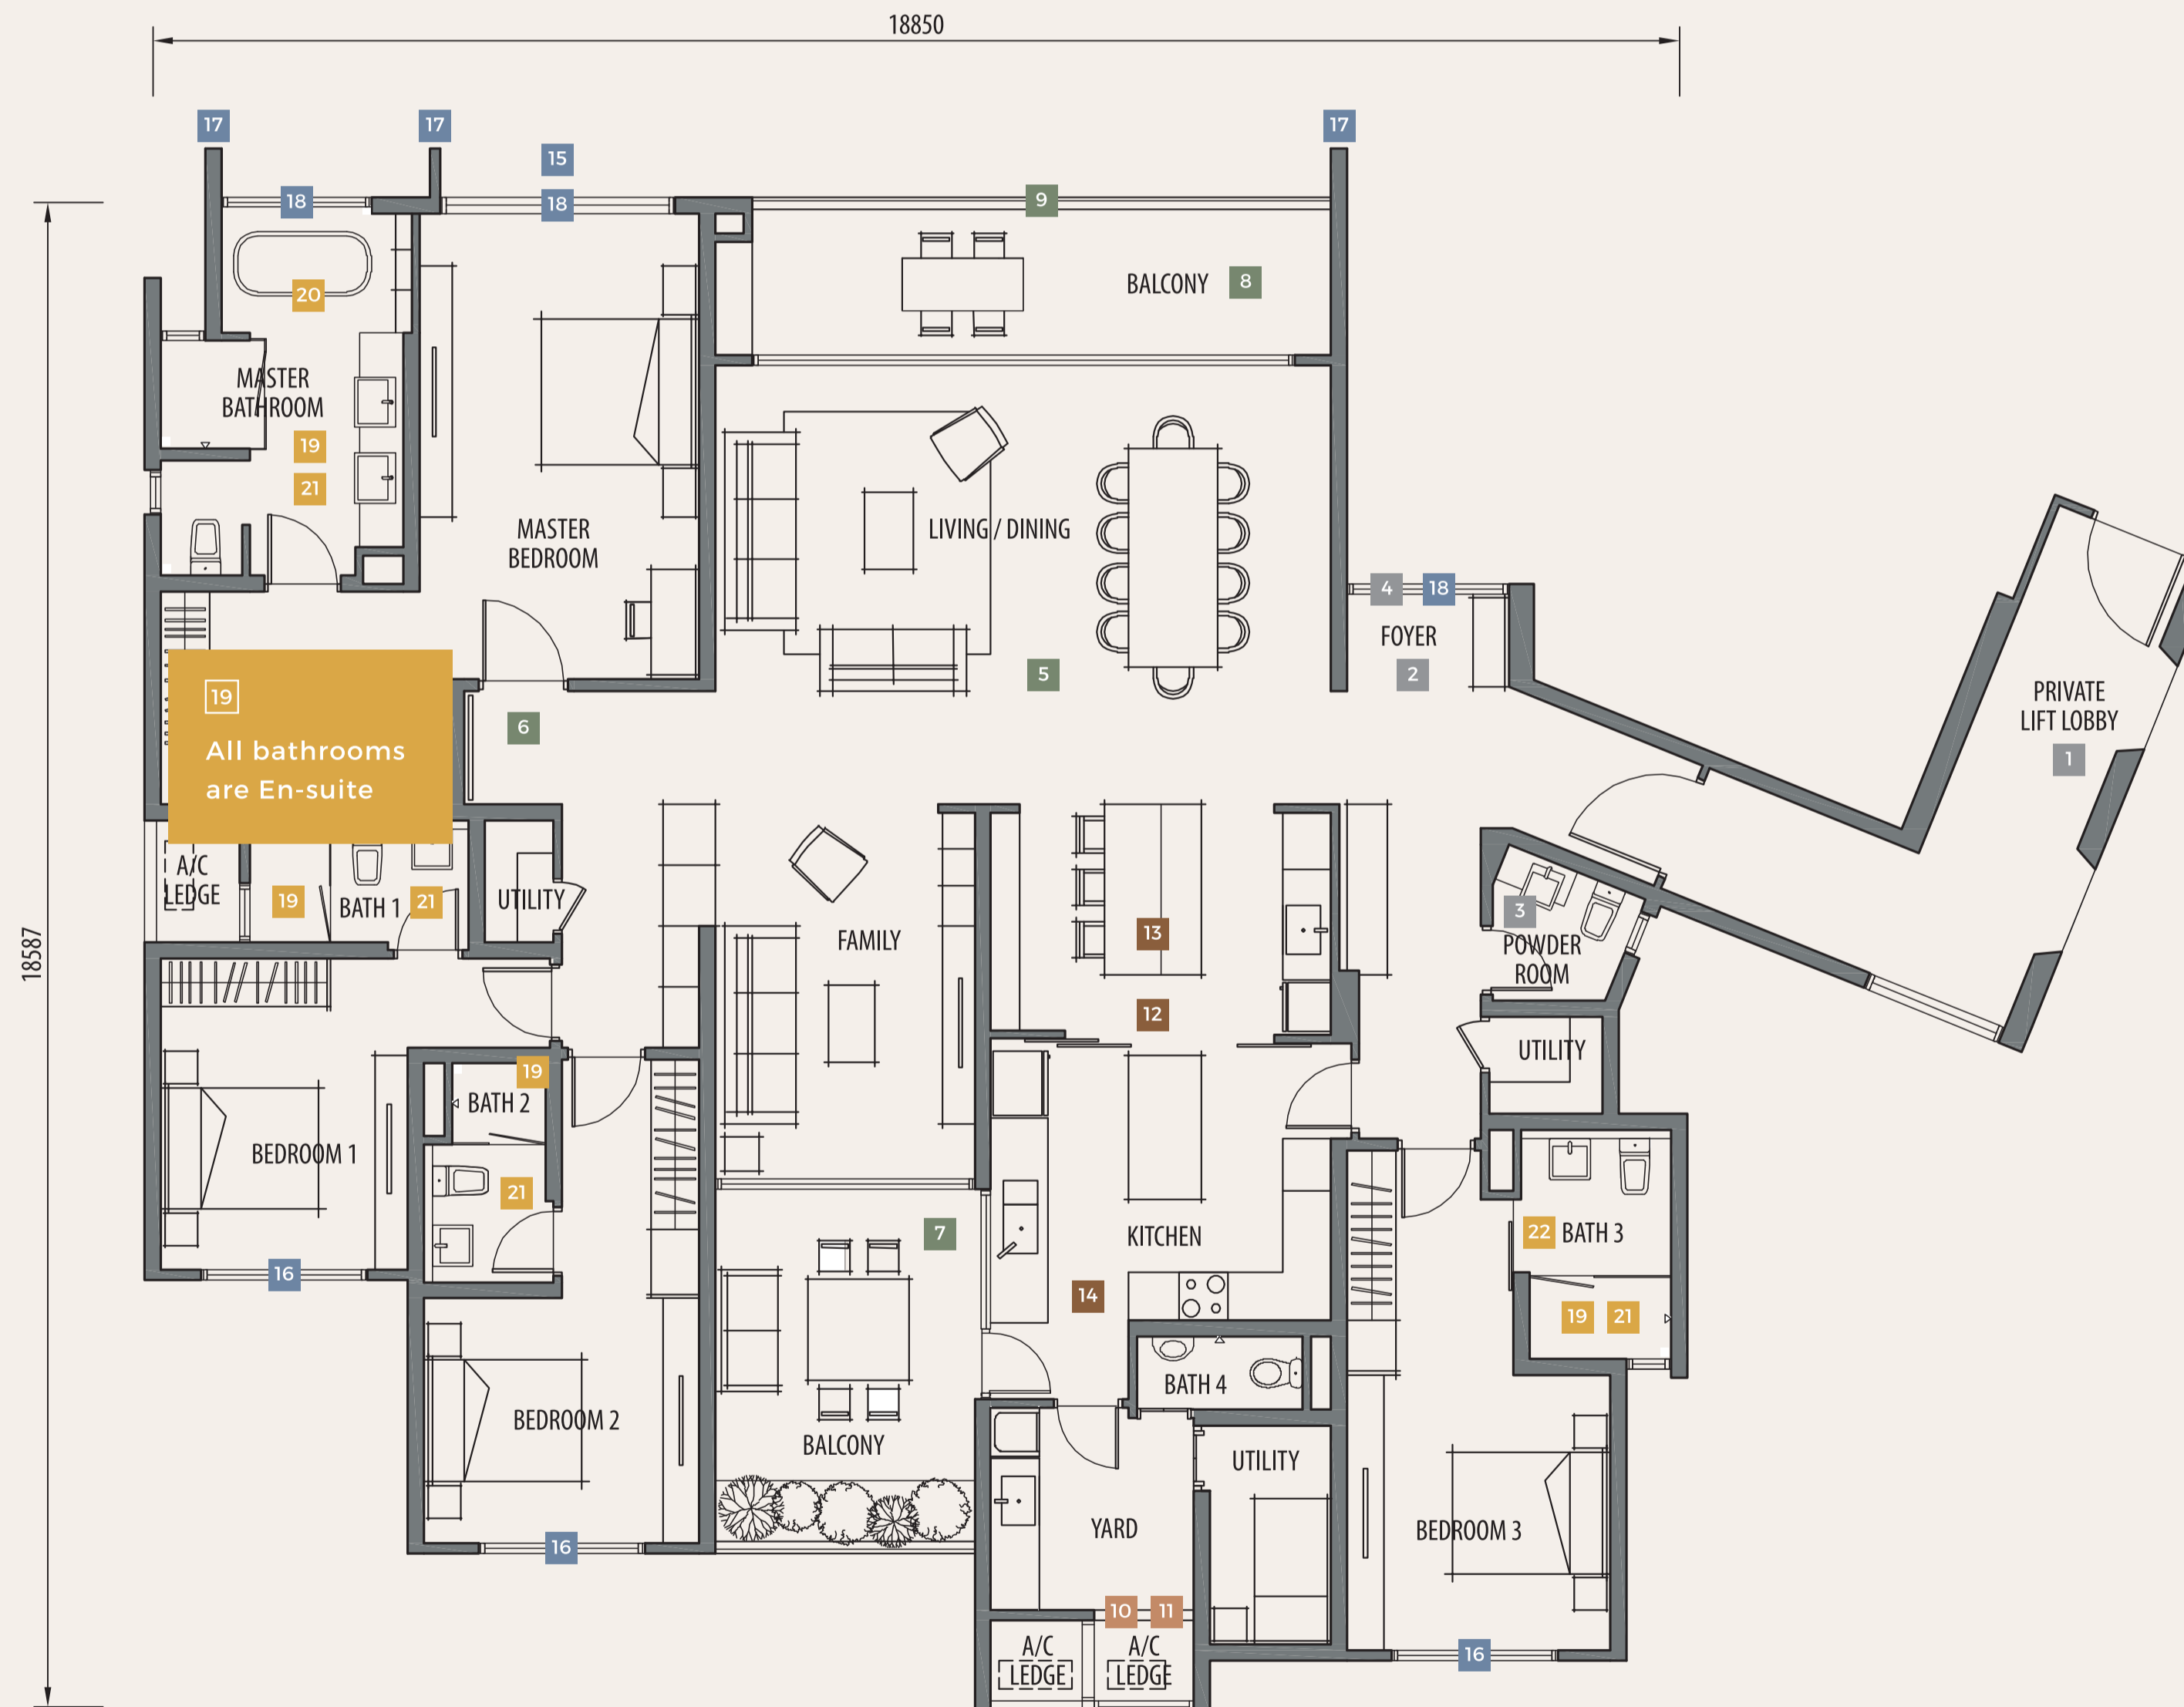 18850
17
17
17
15
18
18
9
BALCONY
8
20
MASTER
BATHROOM
19
21
MASTER
BEDROOM
LIVING / DINING
4
18
FOYER
2
5
6
PRIVATE
LIFT LOBBY
1
19
All bathrooms
are En-suite
A/C
LEDGE
19
BATH 1
21
UTILITY
FAMILY
13
12
3
POWDER
ROOM
18587
UTILITY
19
BATH 2
BEDROOM 1
21
16
7
KITCHEN
14
22
BATH 3
19
21
BATH 4
BEDROOM 2
BALCONY
UTILITY
YARD
BEDROOM 3
16
10
11
A/C
LEDGE
A/C
LEDGE
16